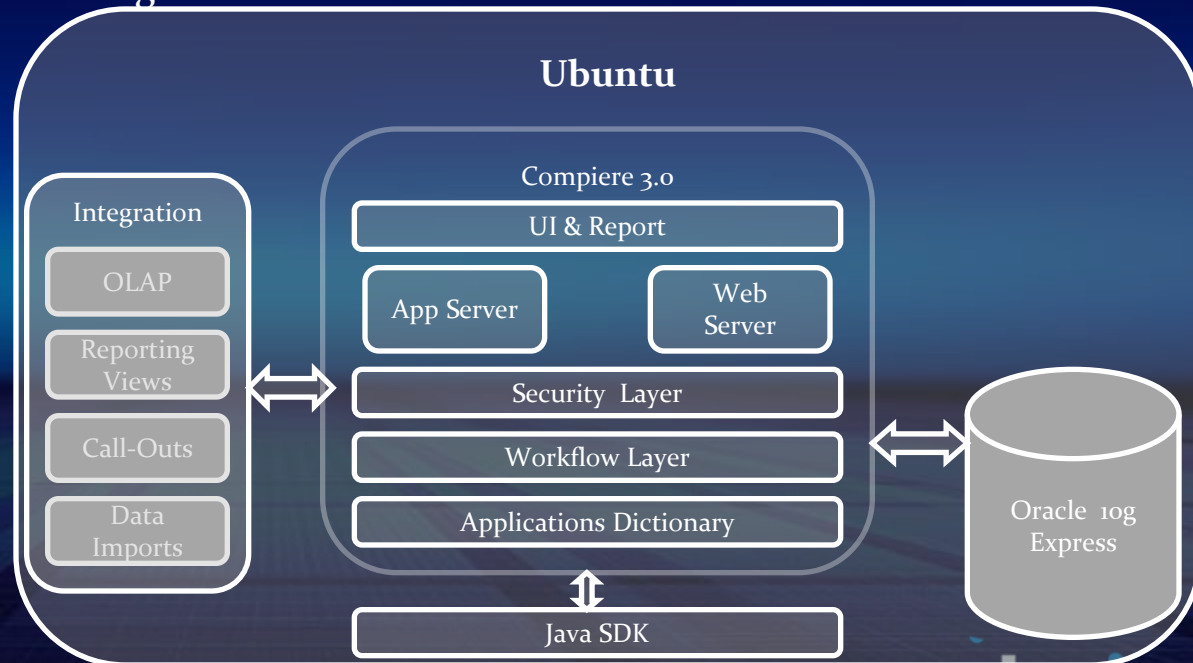 Ubuntu
Integration
OLAP
Reporting
Views
Call-Outs
Data
Imports
Compiere 3.0
UI & Report
App Server
Web
Server
Security Layer
Workflow Layer
Applications Dictionary
Java SDK
Oracle 10g
Express